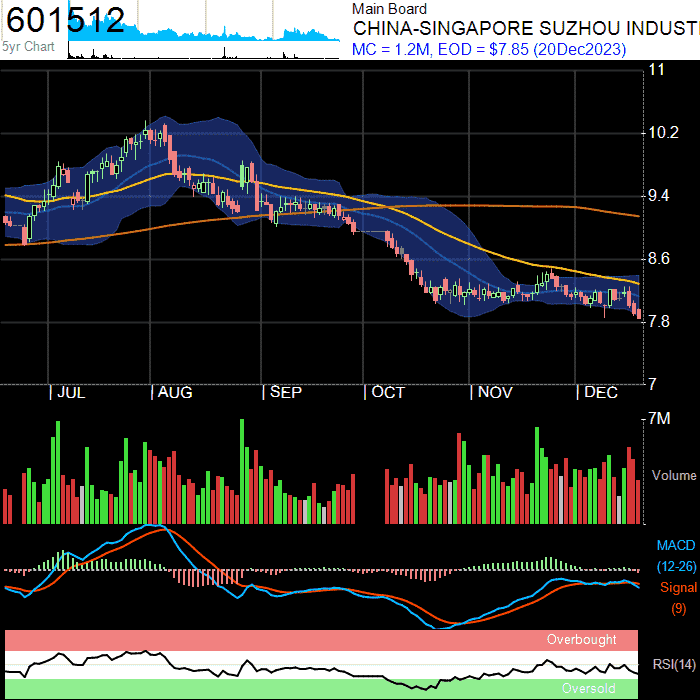 601512
5yr Chart
Main Board
CHINA-SINGAPORE SUZHOU INDUST
MC = 1.2M, EOD = $7.85 (20Dec2023)
11
10.2
9.4
8.6
7.8
7
JUL AUG SEP OCT NOV DEC
7M
Volume
MACD
(12-26)
Signal
(9)
Overbought
RSI(14)
Oversold